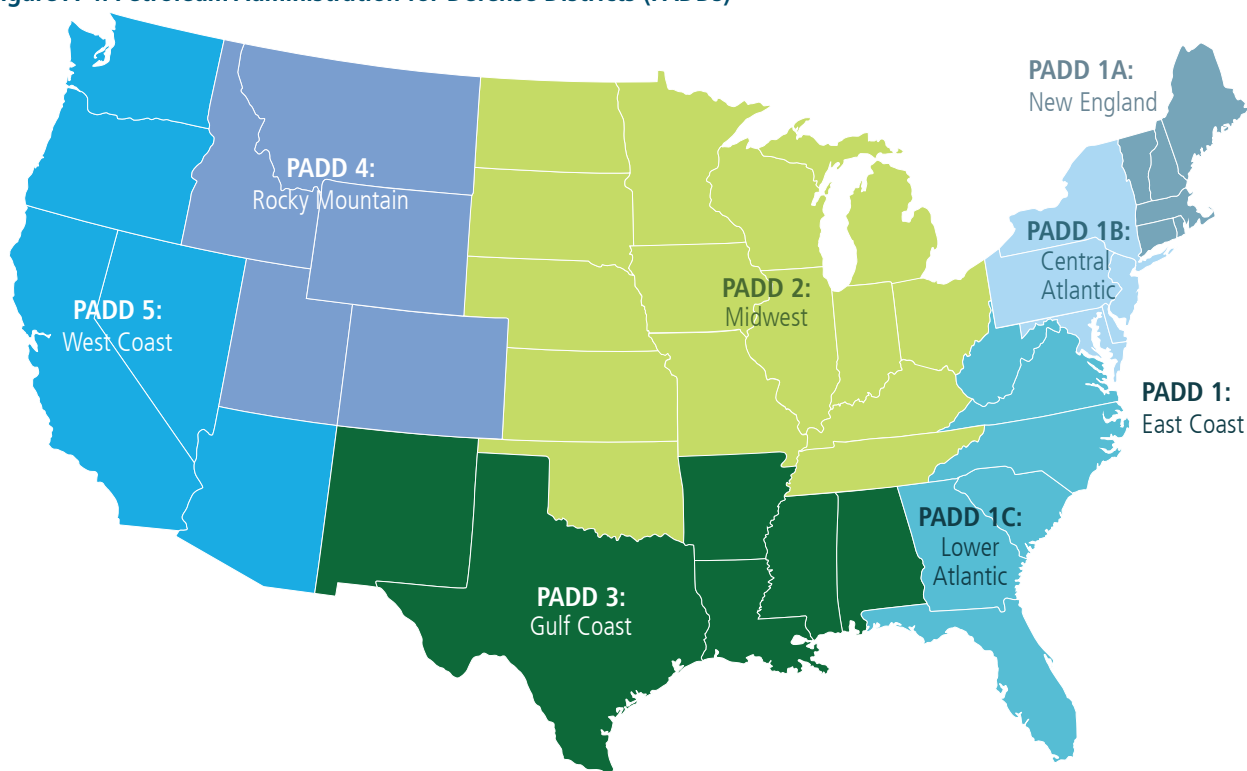 PADD 1A:
New England
PADD 4:
Rocky Mountain
PADD 1B:
Central
Atlantic
PADD 2:
Midwest
PADD 5:
West Coast
PADD 1:
East Coast
PADD 1C:
Lower
Atlantic
PADD 3:
Gulf Coast